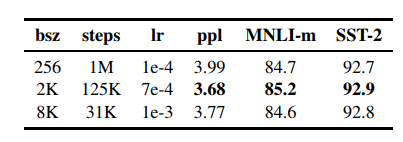 bsz steps lr ppl MNLI-m SST-2
256 1M 1e-4 3.99 84.7 92.7
2K 125K 7e-4 3.68 85.2 92.9
8K 31K 1e-3 3.77 84.6 92.8